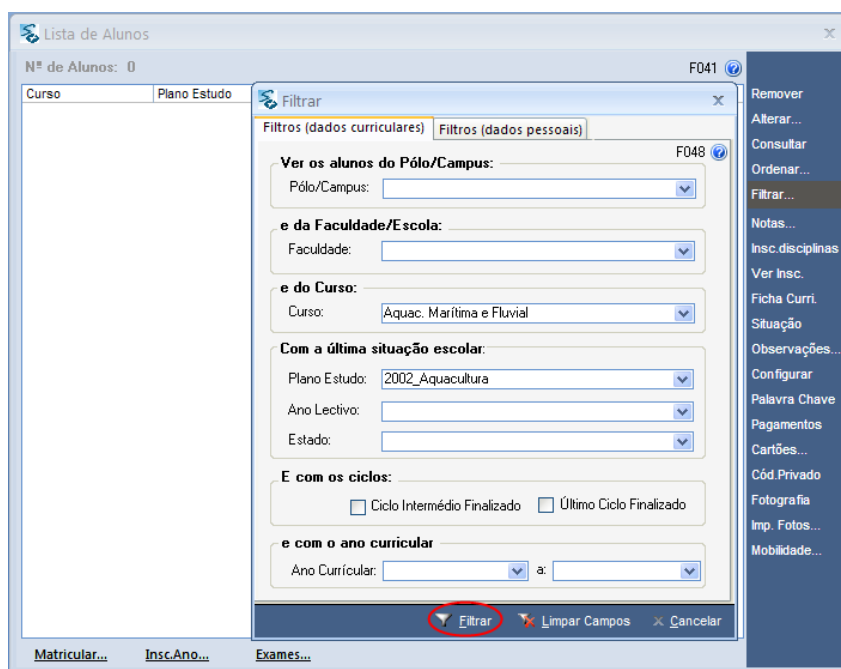 Lista de Alunos
Nº de Alunos: 0 F041
Curso Plano Estudo
Filtrar
Filtros (dados curriculares) Filtros (dados pessoais)
F048
Ver os alunos do Pólo/Campus:
Pólo/Campus:
e da Faculdade/Escola:
Faculdade:
e do Curso:
Curso: Aquac. Marítima e Fluvial
Com a última situação escolar:
Plano Estudo: 2002_Aquacultura
Ano Lectivo:
Estado:
E com os ciclos:
Ciclo Intermédio Finalizado Último Ciclo Finalizado
e com o ano curricular
Ano Currícular: a:
Filtrar Limpar Campos Cancelar
Remover
Alterar...
Consultar
Ordenar...
Filtrar...
Notas...
Insc.disciplinas
Ver Insc.
Ficha Curri.
Situação
Observações...
Configurar
Palavra Chave
Pagamentos
Cartões...
Cód.Privado
Fotografia
Imp. Fotos...
Mobilidade...
Matricular... Insc.Ano... Exames...